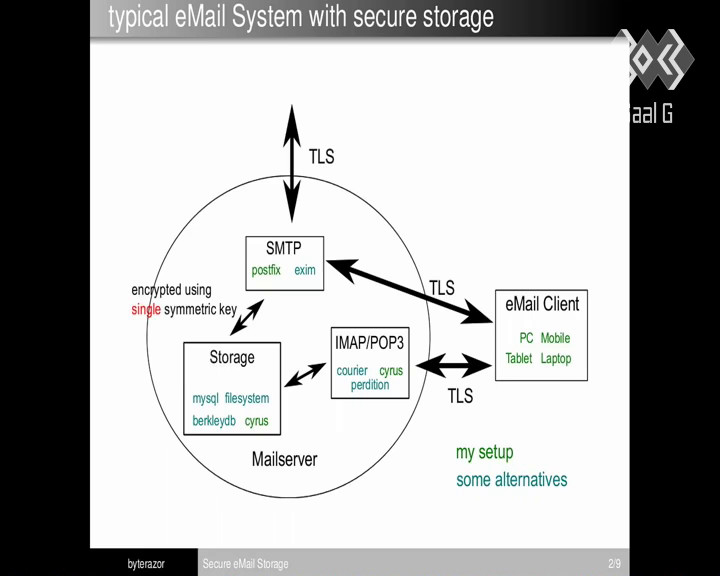 typical eMail System with secure storage
aal G
TLS
SMTP
postfix exim
encrypted using
single symmetric key
TLS
eMail Client
PC Mobile
Tablet Laptop
IMAP/POP3
courier cyrus
perdition
Storage
mysql filesystem
berkleydb cyrus
TLS
Mailserver
my setup
some alternatives
byterazor
Secure eMail Storage
2/9